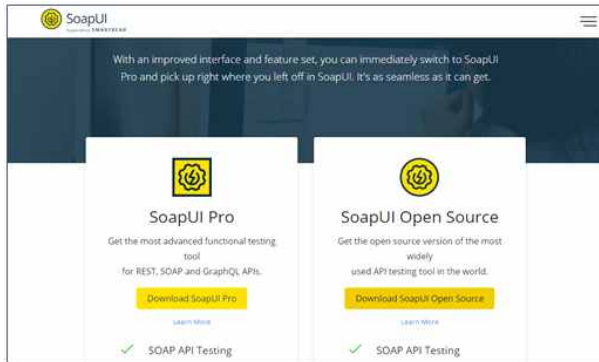 SoapUI
SMARTBEAR
With an improved interface and feature set, you can immediately switch to SoapUI
Pro and pick up right where you left off in SoapUI. It's as seamless as it can get.
SoapUI Pro
Get the most advanced functional testing
tool
for REST, SOAP and GraphQL APIs.
Download SoapUI Pro
Learn More
SOAP API Testing
SoapUI Open Source
Get the open source version of the most
widely
used API testing tool in the world.
Download SoapUI Open Source
Learn More
SOAP API Testing